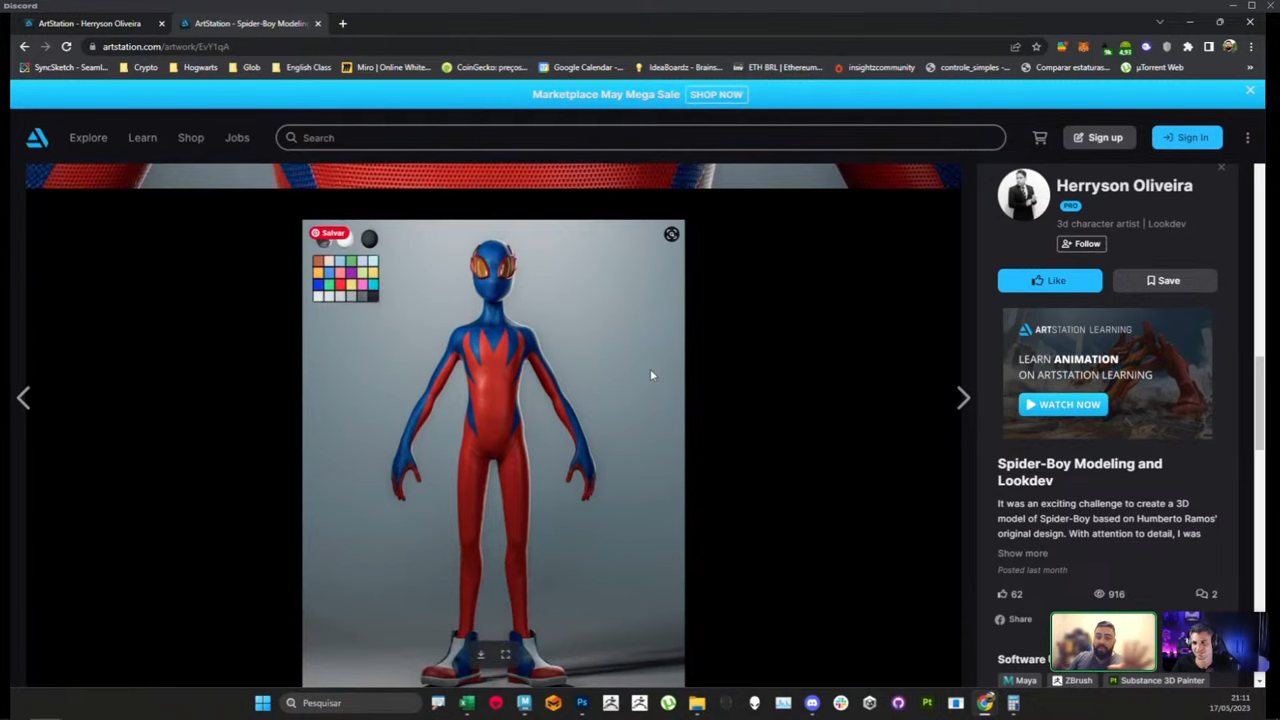 Discord
ArtStation - Herryson Oliveira
ArtStation - Spider-Boy Modelin
artstation.com/artwork/EvY1qA
SyncSketch - Seaml...
Crypto
Hogwarts
Glob
English Class
Miro | Online White...
CoinGecko: preços...
Google Calendar -...
IdeaBoardz - Brains...
ETH BRL | Ethereum...
insightzcommunity
controle_simples -...
Comparar estaturas...
µTorrent Web
»
Marketplace May Mega Sale SHOP NOW
Explore
Learn
Shop
Jobs
Search
Sign up
Sign In
Salvar
Herryson Oliveira
PRO
3d character artist | Lookdev
Follow
Like
Save
ARTSTATION LEARNING
LEARN ANIMATION
ON ARTSTATION LEARNING
WATCH NOW
Spider-Boy Modeling and
Lookdev
It was an exciting challenge to create a 3D
model of Spider-Boy based on Humberto Ramos'
original design. With attention to detail, I was
Show more
Posted last month
62
916
2
Share
Maya
ZBrush
Pt Substance 3D Painter
Pesquisar
Ps
Pt
21:11
17/05/2023